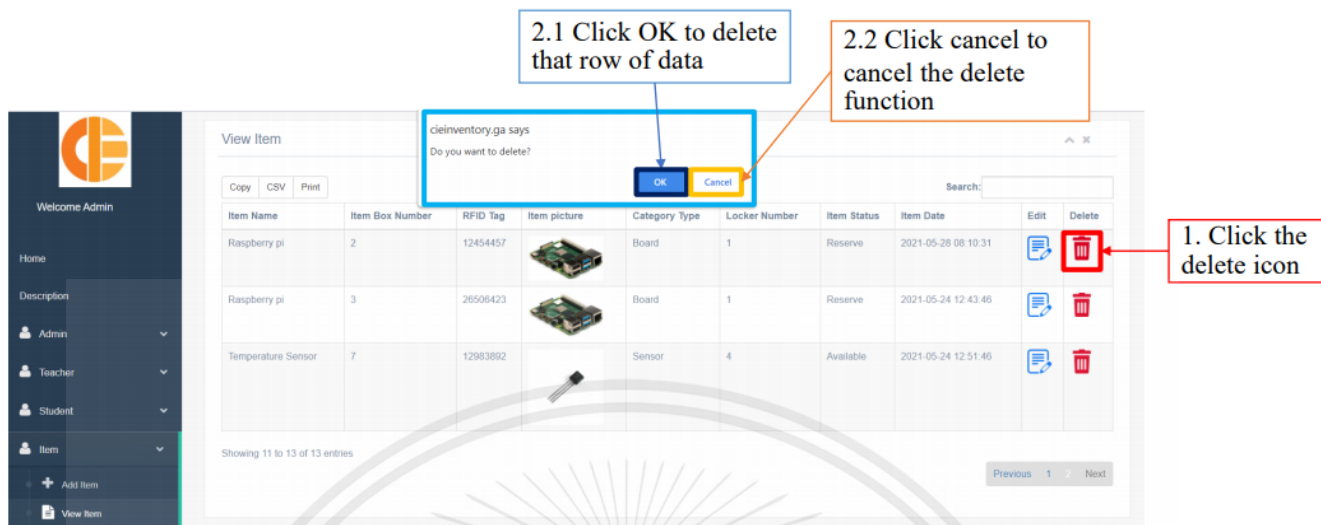 2.1 Click OK to delete
that row of data
2.2 Click cancel to
cancel the delete
function
cieinventory.ga says
Do you want to delete?
OK
Cancel
Welcome Admin
Home
Description
Admin
Teacher
Student
Item
Add Item
View Item
View Item
Copy CSV Print
Search:
Item Name Item Box Number RFID Tag Item picture Category Type Locker Number Item Status Item Date Edit Delete
Raspberry pi 2 12454457 Board 1 Reserve 2021-05-28 08:10:31
Raspberry pi 3 26506423 Board 1 Reserve 2021-05-24 12:43:46
Temperature Sensor 7 12983892 Sensor 4 Available 2021-05-24 12:51:46
Showing 11 to 13 of 13 entries
Previous 1 2 Next
1. Click the
delete icon